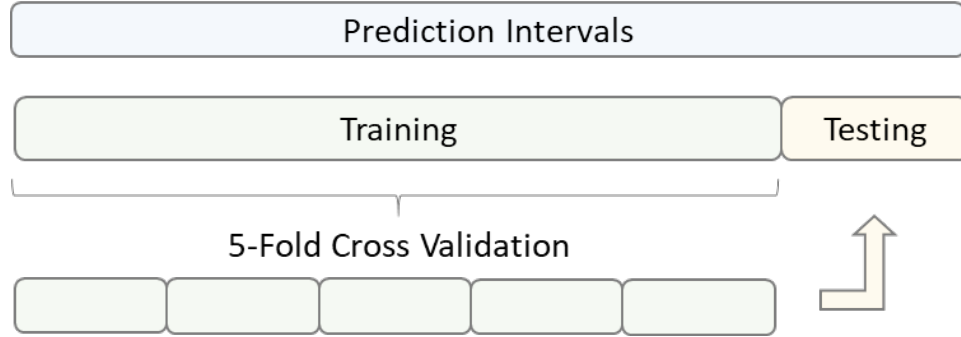 Prediction Intervals
Training
Testing
5-Fold Cross Validation